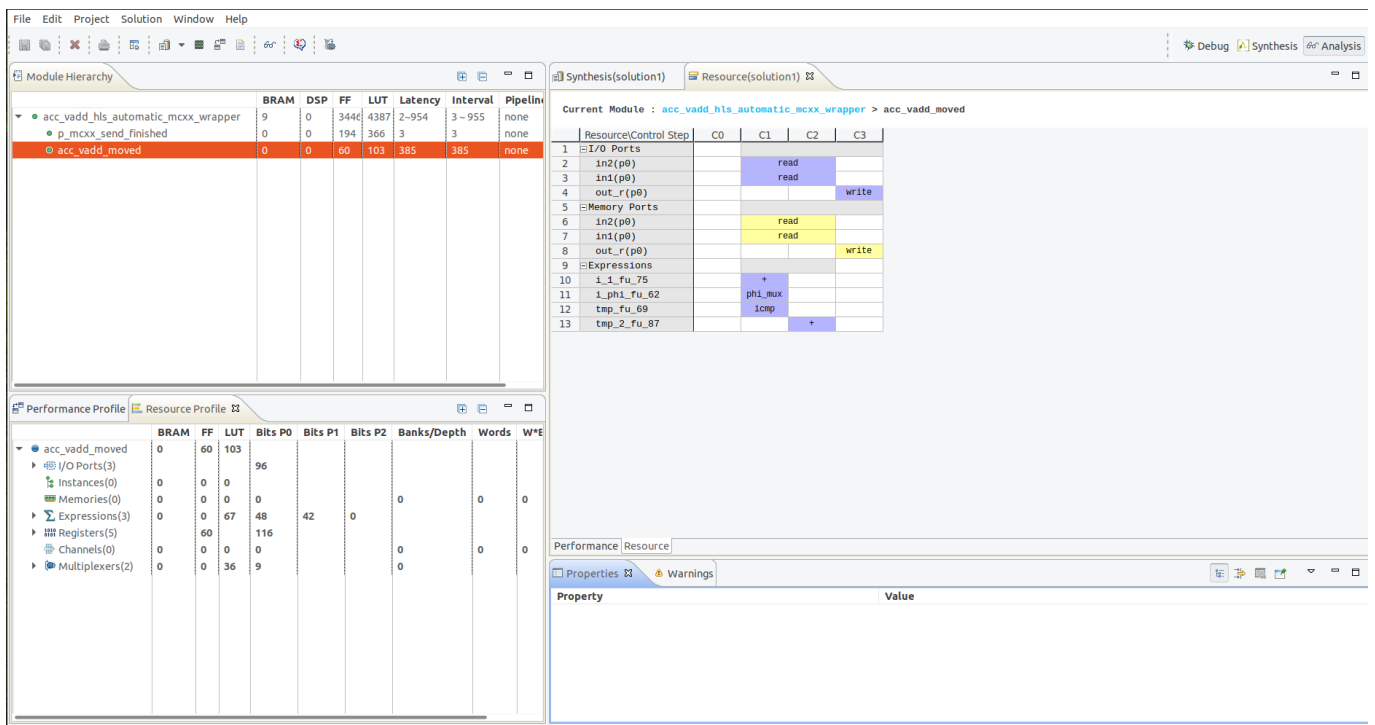 File Edit Project Solution Window Help
Debug Synthesis Analysis
Module Hierarchy
BRAM DSP FF LUT Latency Interval Pipelin
acc_vadd_hls_automatic_mcxx_wrapper 9 0 3446 4387 2~954 3 ~ 955 none
p_mcxx_send_finished 0 0 194 366 3 3 none
acc_vadd_moved 0 0 60 103 385 385 none
Synthesis(solution1) Resource(solution1)
Current Module : acc_vadd_hls_automatic_mcxx_wrapper > acc_vadd_moved
Resource\Control Step C0 C1 C2 C3
1 I/O Ports
2 in2(p0) read
3 in1(p0) read
4 out_r(p0) write
5 Memory Ports
6 in2(p0) read
7 in1(p0) read
8 out_r(p0) write
9 Expressions
10 i_1_fu_75 +
11 i_phi_fu_62 phi_mux
12 tmp_fu_69 icmp
13 tmp_2_fu_87 +
Performance Resource
Performance Profile Resource Profile
BRAM FF LUT Bits P0 Bits P1 Bits P2 Banks/Depth Words W*B
acc_vadd_moved 0 60 103
I/O Ports(3) 96
Instances(0) 0 0 0
Memories(0) 0 0 0 0 0 0 0
Expressions(3) 0 0 67 48 42 0
Registers(5) 60 116
Channels(0) 0 0 0 0 0 0 0
Multiplexers(2) 0 0 36 9 0
Properties Warnings
Property Value